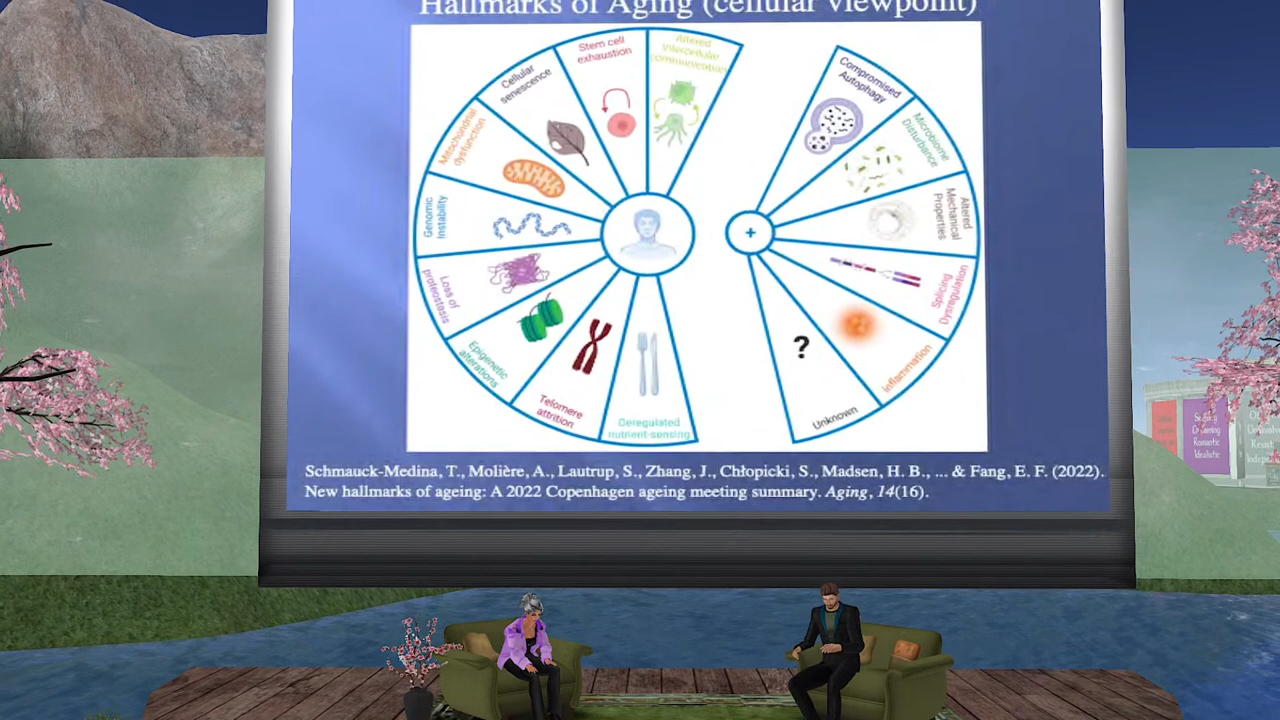 Hallmarks of Aging (cellular viewpoint)
Stem cell
exhaustion
Altered
intercellular
communication
Cellular
senescence
Mitochondrial
dysfunction
Genomic
Instability
Loss of
proteostasis
Epigenetic
alterations
Telomere
attrition
Deregulated
nutrient-sensing
Compromised
Autophagy
Microbiome
Disturbance
Altered
Mechanical
Properties
Splicing
Dysregulation
Inflammation
?
Unknown
+
Schmauck-Medina, T., Molière, A., Lautrup, S., Zhang, J., Chłopicki, S., Madsen, H. B., ... & Fang, E. F. (2022).
New hallmarks of ageing: A 2022 Copenhagen ageing meeting summary. Aging, 14(16).
Dreaming
Romantic
Idealistic